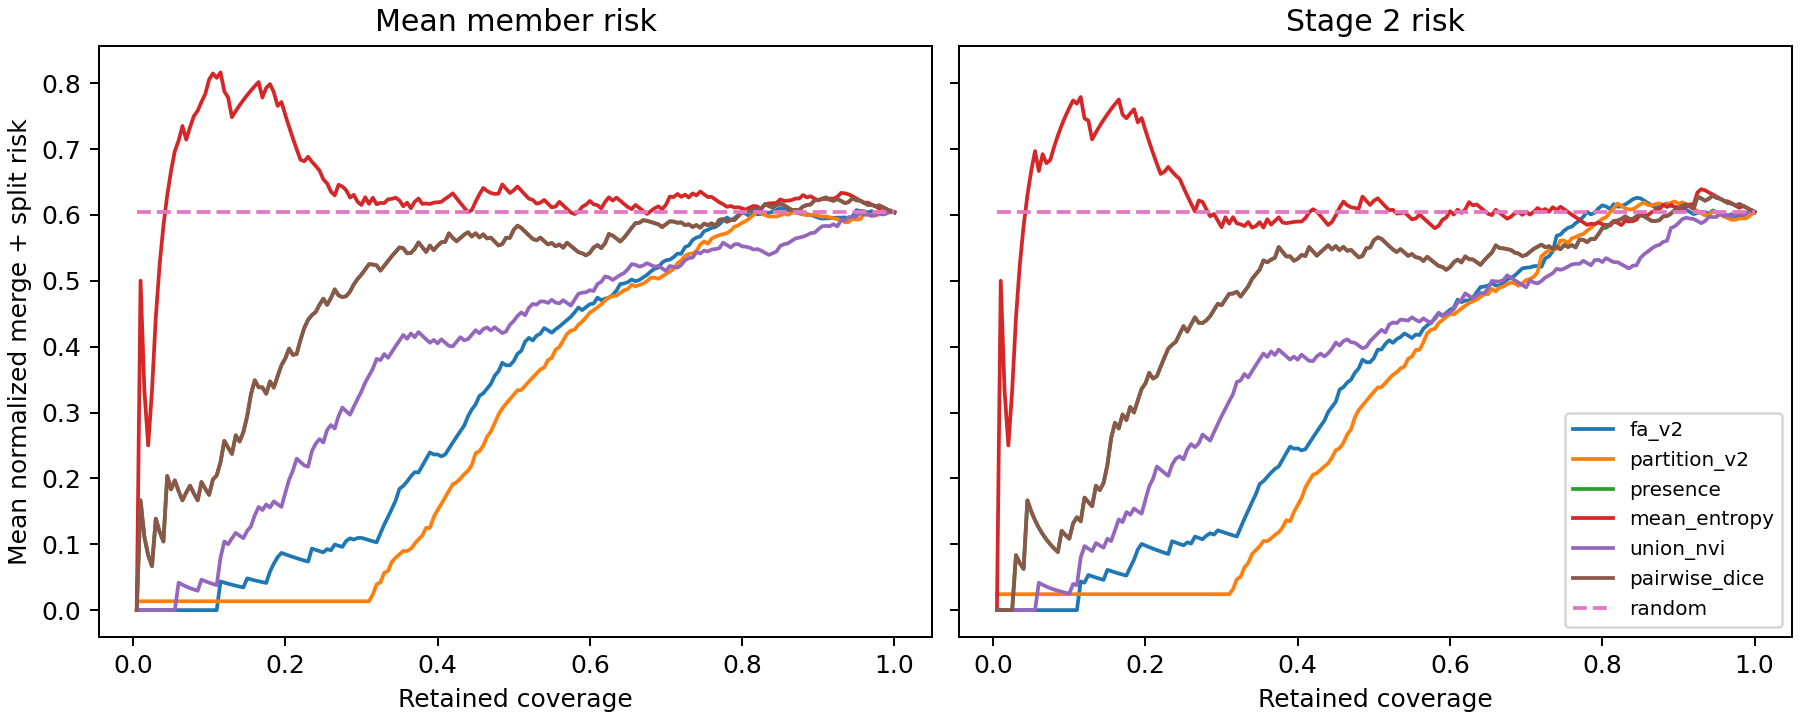 Mean member risk
Stage 2 risk
Mean normalized merge + split risk
0.8
0.7
0.6
0.5
0.4
0.3
0.2
0.1
0.0
0.0 0.2 0.4 0.6 0.8 1.0
Retained coverage
0.0 0.2 0.4 0.6 0.8 1.0
Retained coverage
fa_v2
partition_v2
presence
mean_entropy
union_nvi
pairwise_dice
random